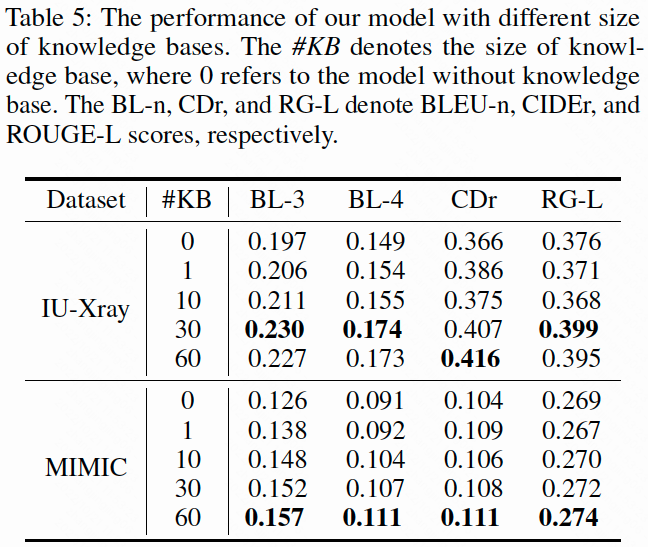 Table 5: The performance of our model with different size
of knowledge bases. The #KB denotes the size of knowl-
edge base, where 0 refers to the model without knowledge
base. The BL-n, CDr, and RG-L denote BLEU-n, CIDEr, and
ROUGE-L scores, respectively.
Dataset #KB BL-3 BL-4 CDr RG-L
IU-Xray
0 0.197 0.149 0.366 0.376
1 0.206 0.154 0.386 0.371
10 0.211 0.155 0.375 0.368
30 0.230 0.174 0.407 0.399
60 0.227 0.173 0.416 0.395
MIMIC
0 0.126 0.091 0.104 0.269
1 0.138 0.092 0.109 0.267
10 0.148 0.104 0.106 0.270
30 0.152 0.107 0.108 0.272
60 0.157 0.111 0.111 0.274